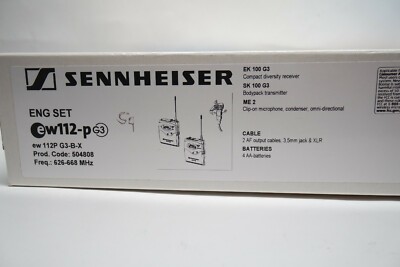 SENNHEISER
ENG SET
ew112-p G3
ew 112P G3-B-X
Prod. Code: 504808
Freq.: 626-668 MHz
EK 100 G3
Compact diversity receiver
SK 100 G3
Bodypack transmitter
ME 2
Clip-on microphone, condenser, omni-directional
CABLE
2 AF output cables, 3,5mm jack & XLR
BATTERIES
4 AA-batteries